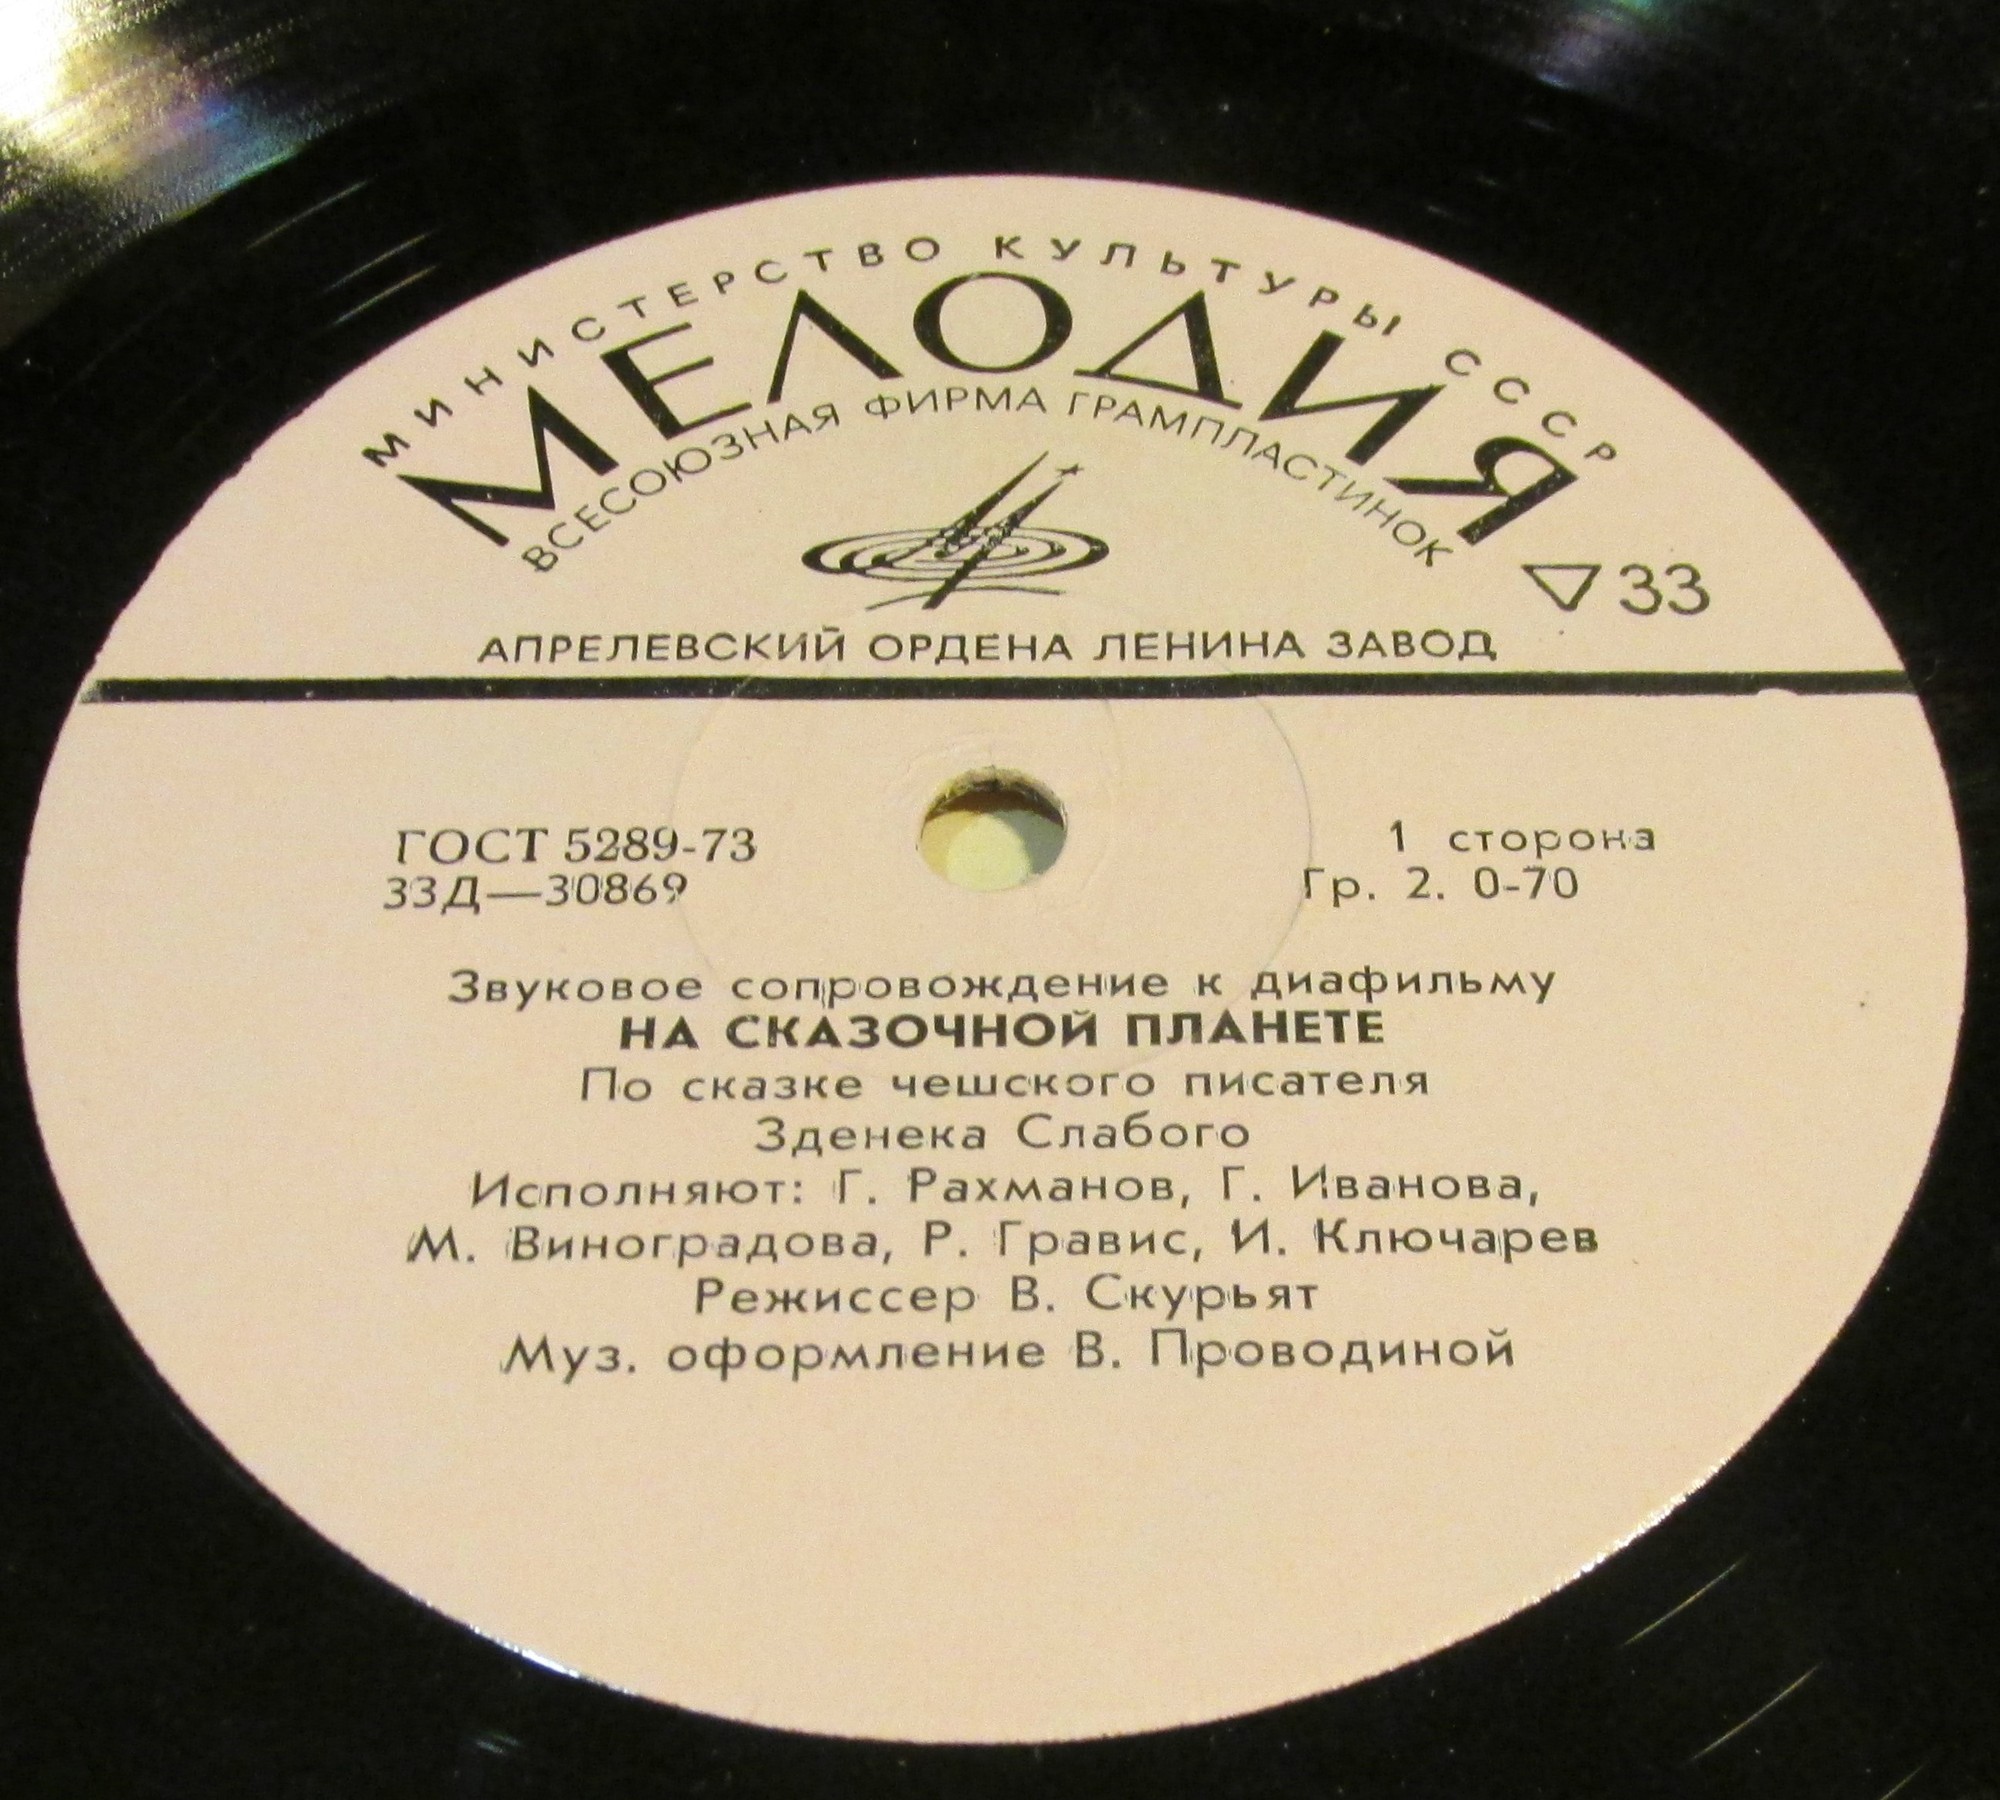 МИНИСТЕРСТВО КУЛЬТУРЫ СССР
МЕЛОДИЯ
ВСЕСОЮЗНАЯ ФИРМА ГРАМПЛАСТИНОК
33
АПРЕЛЕВСКИЙ ОРДЕНА ЛЕНИНА ЗАВОД
ГОСТ 5289-73
1 сторона
33Д—30869
Гр. 2. 0-70
Звуковое сопровождение к диафильму
НА СКАЗОЧНОЙ ПЛАНЕТЕ
По сказке чешского писателя
Зденека Слабого
Исполняют: Г. Рахманов, Г. Иванова,
М. Виноградова, Р. Гравис, И. Ключарев
Режиссер В. Скурьят
Муз. оформление В. Проводиной